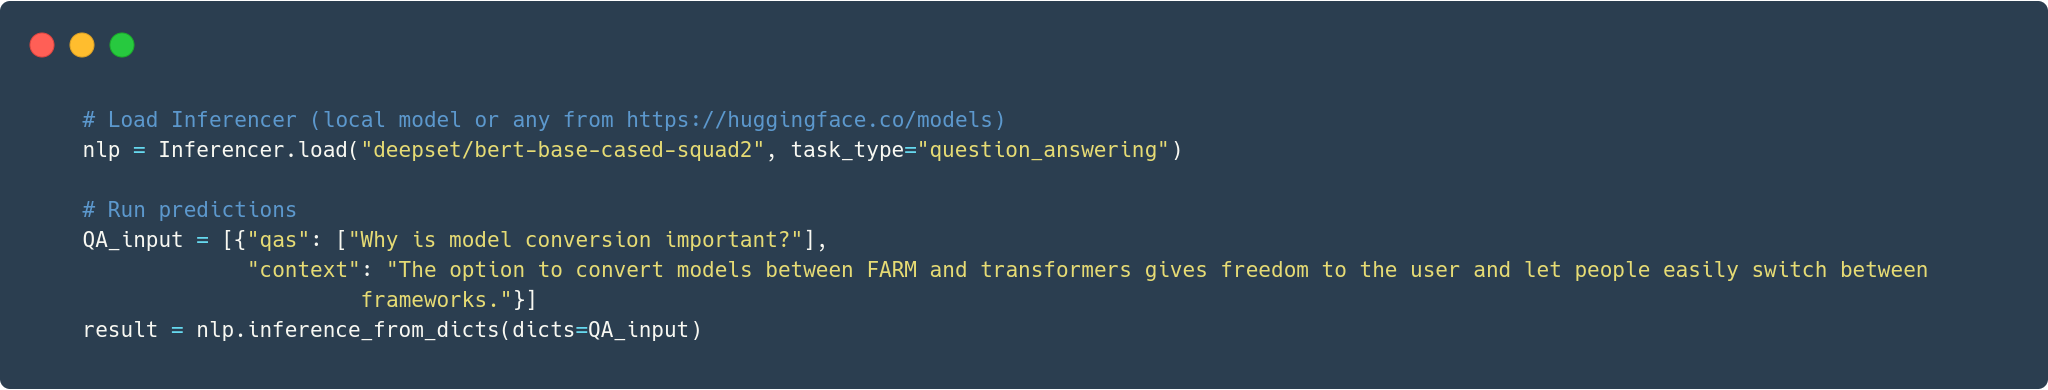 # Load Inferencer (local model or any from https://huggingface.co/models)
nlp = Inferencer.load("deepset/bert-base-cased-squad2", task_type="question_answering")
# Run predictions
QA_input = [{"qas": ["Why is model conversion important?"],
"context": "The option to convert models between FARM and transformers gives freedom to the user and let people easily switch between
frameworks."}]
result = nlp.inference_from_dicts(dicts=QA_input)